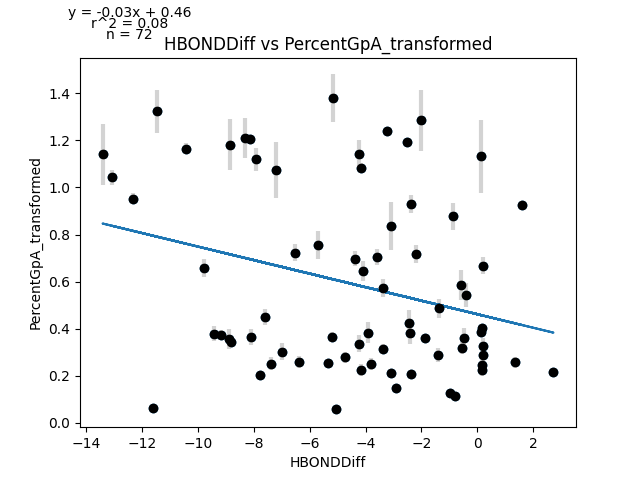 y = -0.03x + 0.46
r^2 = 0.08
n = 72
HBONDDiff vs PercentGpA_transformed
PercentGpA_transformed
1.4
1.2
1.0
0.8
0.6
0.4
0.2
0.0
−14 −12 −10 −8 −6 −4 −2 0 2
HBONDDiff